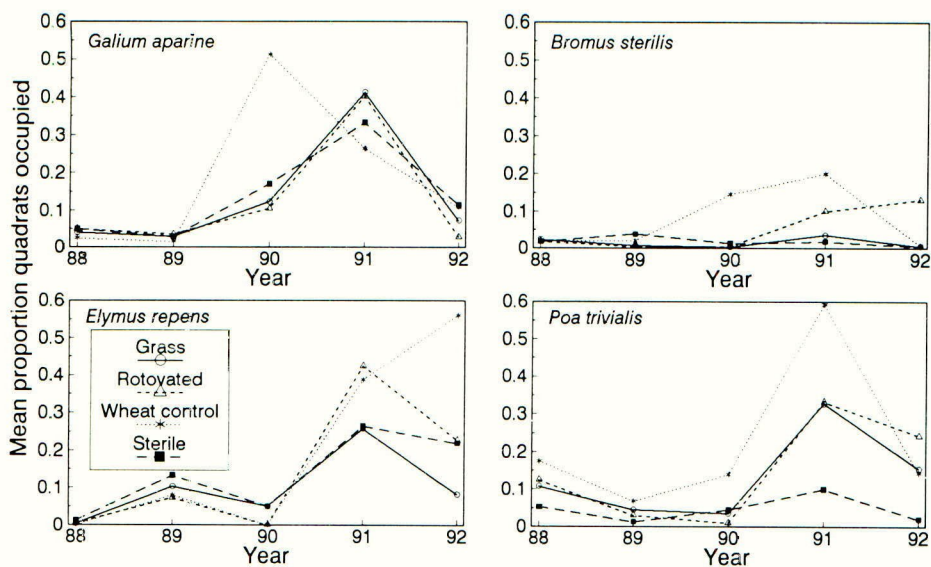 Mean proportion quadrats occupied
Galium aparine
0.6
0.5
0.4
0.3
0.2
0.1
0
88 89 90 91 92
Year
Bromus sterilis
0.6
0.5
0.4
0.3
0.2
0.1
0
88 89 90 91 92
Year
Elymus repens
0.6
0.5
0.4
0.3
0.2
0.1
0
Grass
Rotovated
Wheat control
Sterile
88 89 90 91 92
Year
Poa trivialis
0.6
0.5
0.4
0.3
0.2
0.1
0
88 89 90 91 92
Year